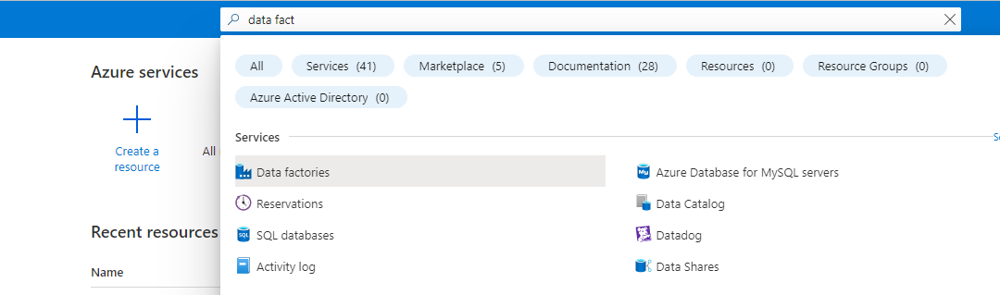 data fact
Azure services
All
Services (41)
Marketplace (5)
Documentation (28)
Resources (0)
Resource Groups (0)
Azure Active Directory (0)
Create a
resource
All
Services
Data factories
Azure Database for MySQL servers
Reservations
Data Catalog
SQL databases
Datadog
Activity log
Data Shares
Recent resources
Name